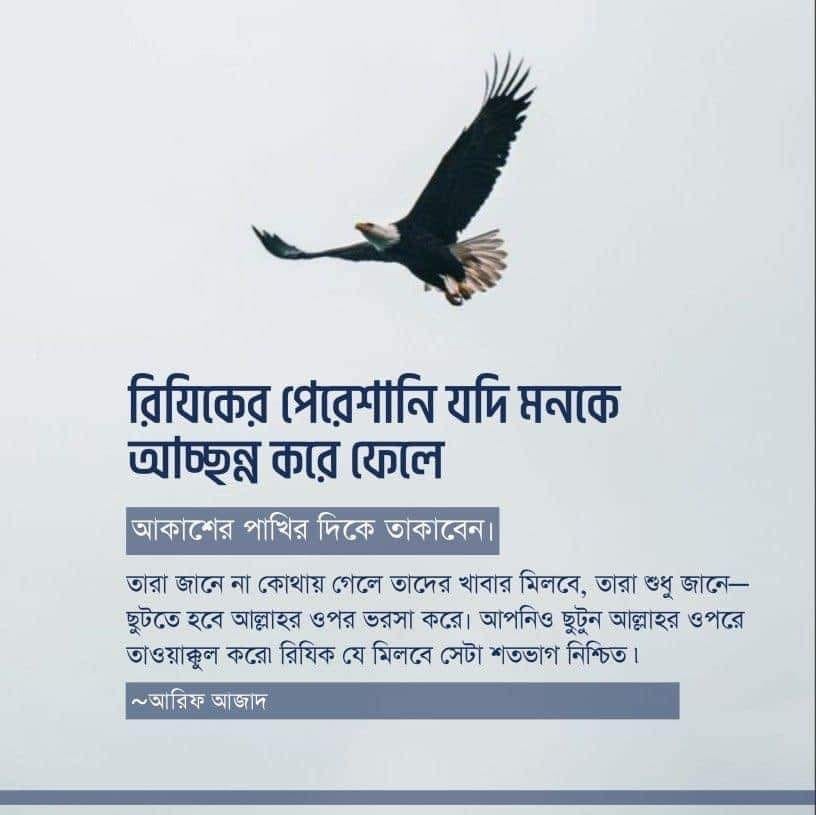 রিযিকের পেরেশানি যদি মনকে
আচ্ছন্ন করে ফেলে
আকাশের পাখির দিকে তাকাবেন।
তারা জানে না কোথায় গেলে তাদের খাবার মিলবে, তারা শুধু জানে—
ছুটতে হবে আল্লাহর ওপর ভরসা করে। আপনিও ছুটুন আল্লাহর ওপরে
তাওয়াক্কুল করে৷ রিযিক যে মিলবে সেটা শতভাগ নিশ্চিত।
~আরিফ আজাদ